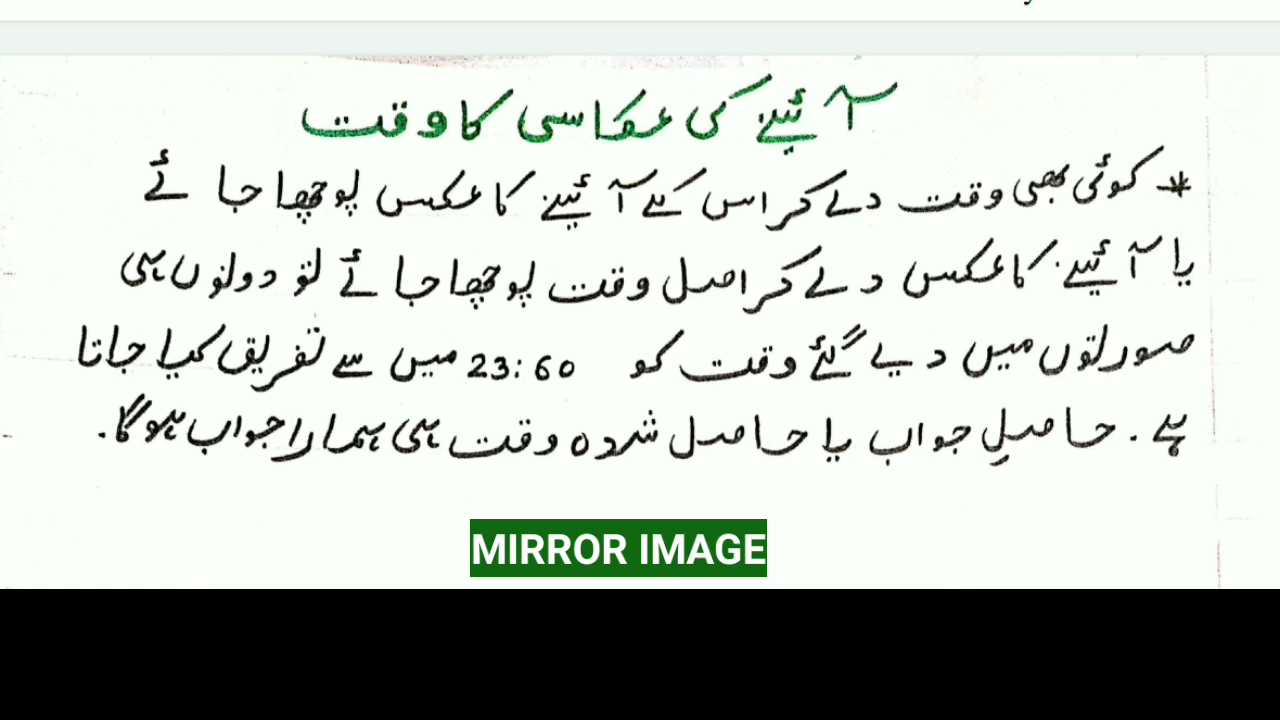 آئینے کی عکاسی کا وقت
* کوئی بھی وقت دے کر اس کے آئینے کا عکس پوچھا جائے
یا آئینے کا عکس دے کر اصل وقت پوچھا جائے تو دونوں ہی
صورتوں میں دیے گئے وقت کو 23:60 میں سے تفریق کیا جاتا
ہے۔ حاصلِ جواب یا حاصل شدہ وقت ہی ہمارا جواب ہوگا۔
MIRROR IMAGE